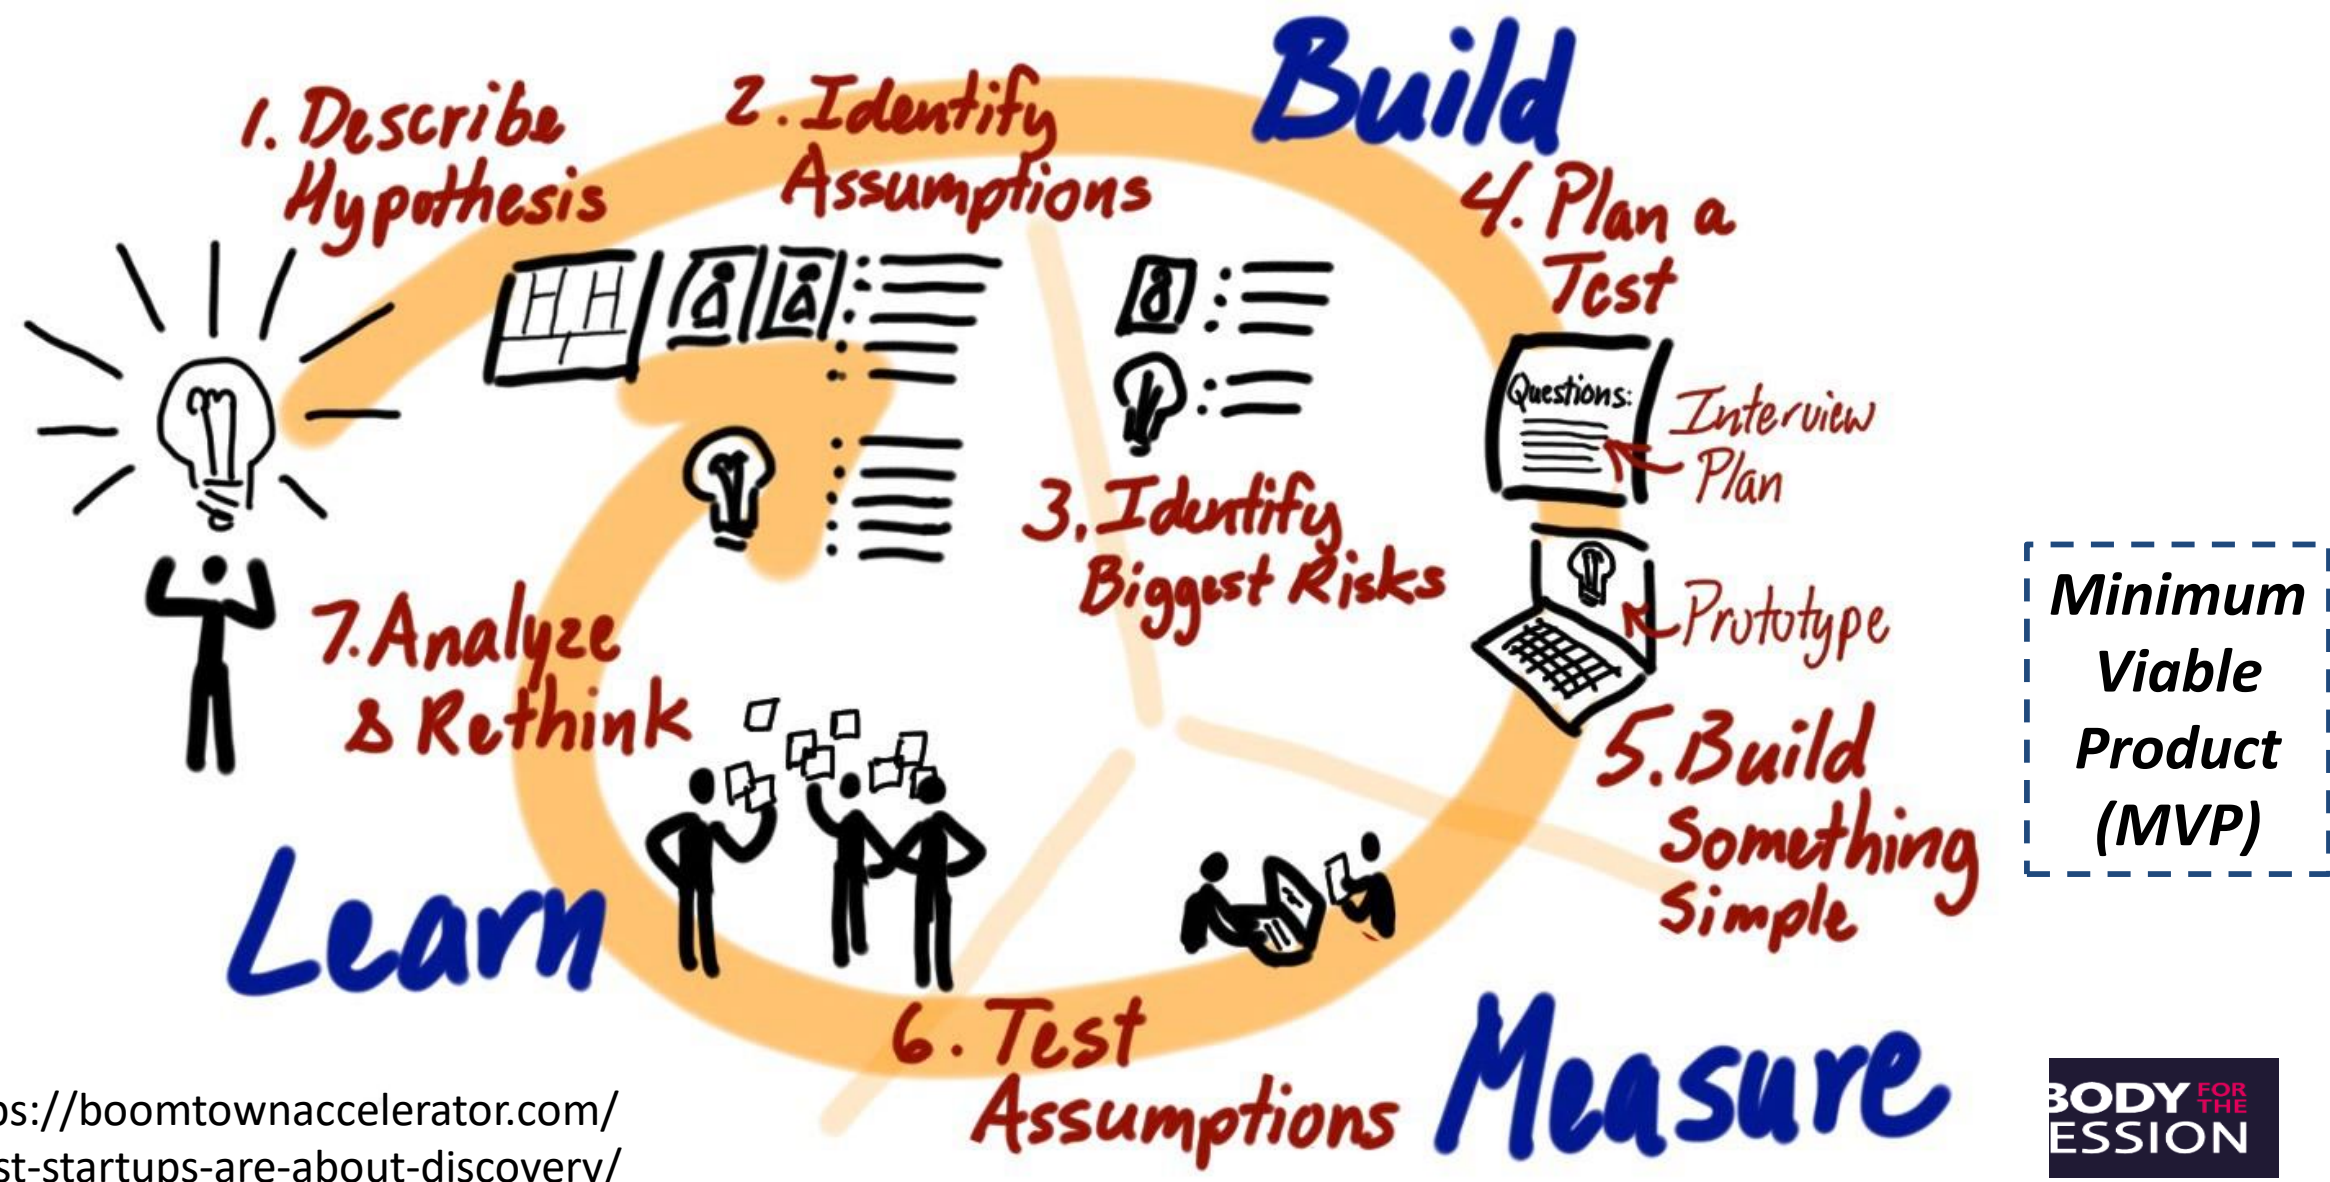 Build
1. Describe
Hypothesis
2. Identify
Assumptions
4. Plan a
Test
Questions:
Interview
Plan
3. Identify
Biggest Risks
Prototype
Minimum
Viable
Product
(MVP)
7. Analyze
& Rethink
5. Build
Something
Simple
Learn
6. Test
Assumptions
Measure
ps://boomtownaccelerator.com/
st-startups-are-about-discovery/
BODY FOR THE
ESSION